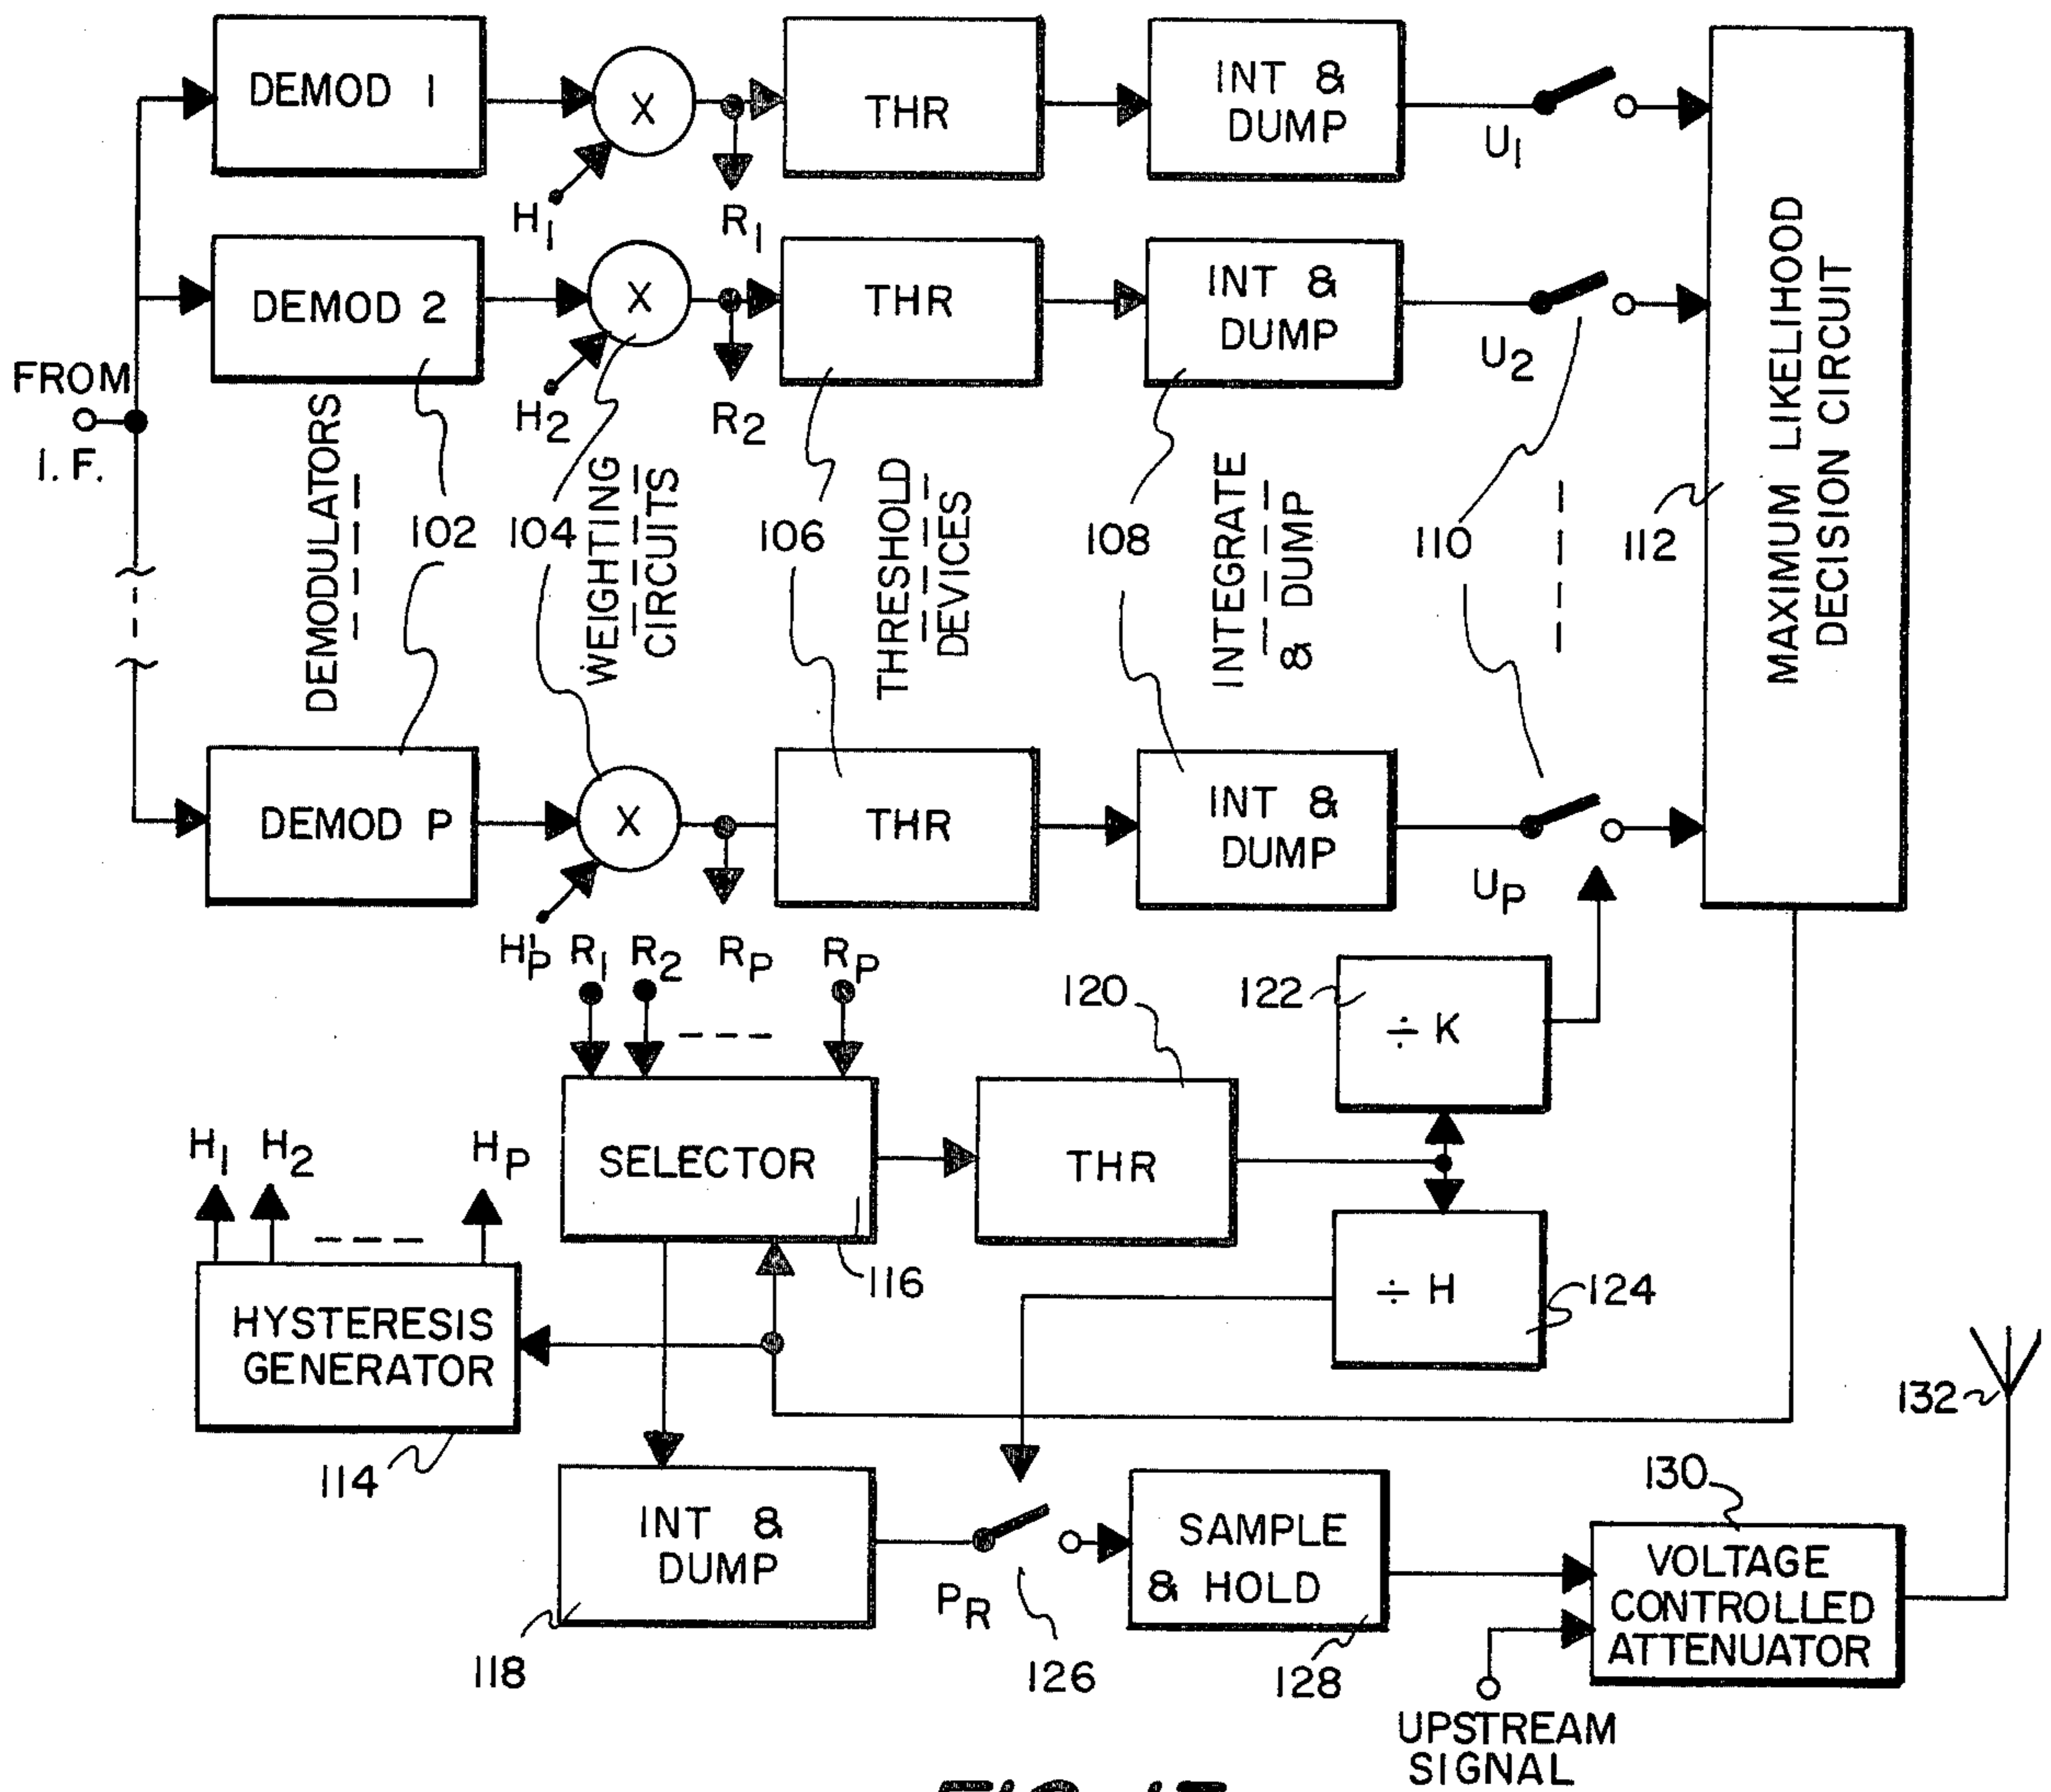 DEMOD 1
X
THR
INT &
DUMP
U1
H1
R1
DEMOD 2
X
THR
INT &
DUMP
U2
H2
R2
FROM
I.F.
DEMODULATORS
102
104
WEIGHTING
CIRCUITS
106
THRESHOLD
DEVICES
108
INTEGRATE
& DUMP
110
112
MAXIMUM LIKELIHOOD
DECISION CIRCUIT
DEMOD P
X
THR
INT &
DUMP
UP
HP
R1
R2
RP
RP
120
122
÷ K
H1
H2
HP
SELECTOR
THR
116
÷ H
124
HYSTERESIS
GENERATOR
114
132
INT &
DUMP
118
PR
126
SAMPLE
& HOLD
128
130
VOLTAGE
CONTROLLED
ATTENUATOR
UPSTREAM
SIGNAL